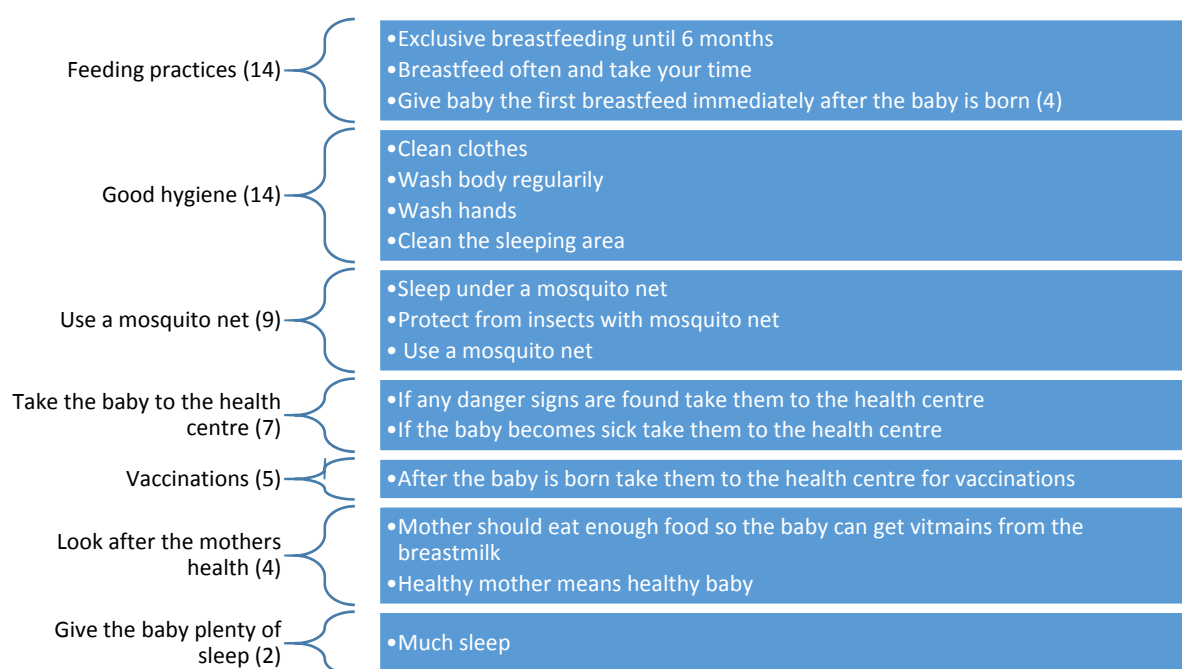 Feeding practices (14)
•Exclusive breastfeeding until 6 months
•Breastfeed often and take your time
•Give baby the first breastfeed immediately after the baby is born (4)
Good hygiene (14)
•Clean clothes
•Wash body regularily
•Wash hands
•Clean the sleeping area
Use a mosquito net (9)
•Sleep under a mosquito net
•Protect from insects with mosquito net
• Use a mosquito net
Take the baby to the health
centre (7)
•If any danger signs are found take them to the health centre
•If the baby becomes sick take them to the health centre
Vaccinations (5)
•After the baby is born take them to the health centre for vaccinations
Look after the mothers
health (4)
•Mother should eat enough food so the baby can get vitmains from the
breastmilk
•Healthy mother means healthy baby
Give the baby plenty of
sleep (2)
•Much sleep